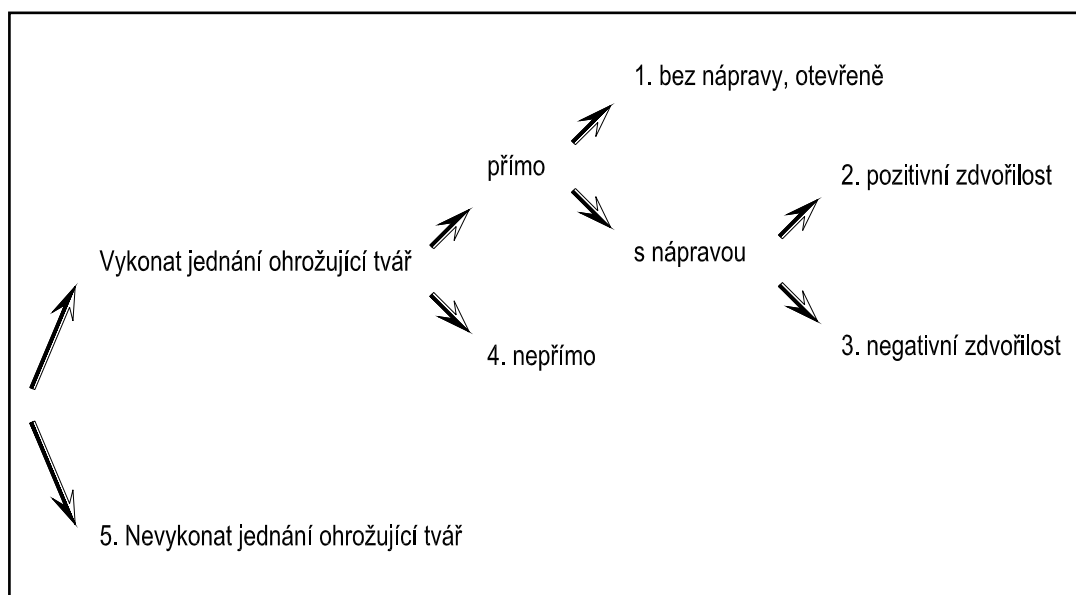 1. bez nápravy, otevřeně
přímo
2. pozitivní zdvořilost
s nápravou
Vykonat jednání ohrožující tvář
3. negativní zdvořilost
4. nepřímo
5. Nevykonat jednání ohrožující tvář